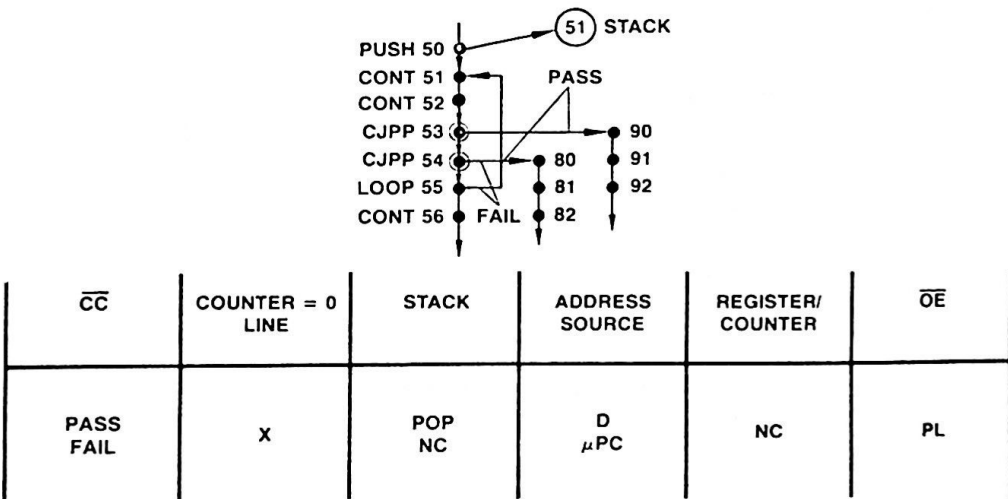 51 STACK
PUSH 50
CONT 51
PASS
CONT 52
CJPP 53
90
CJPP 54
80
91
LOOP 55
81
92
CONT 56
FAIL
82
CC
COUNTER = 0
LINE
STACK
ADDRESS
SOURCE
REGISTER/
COUNTER
OE
PASS
FAIL
X
POP
NC
D
μPC
NC
PL